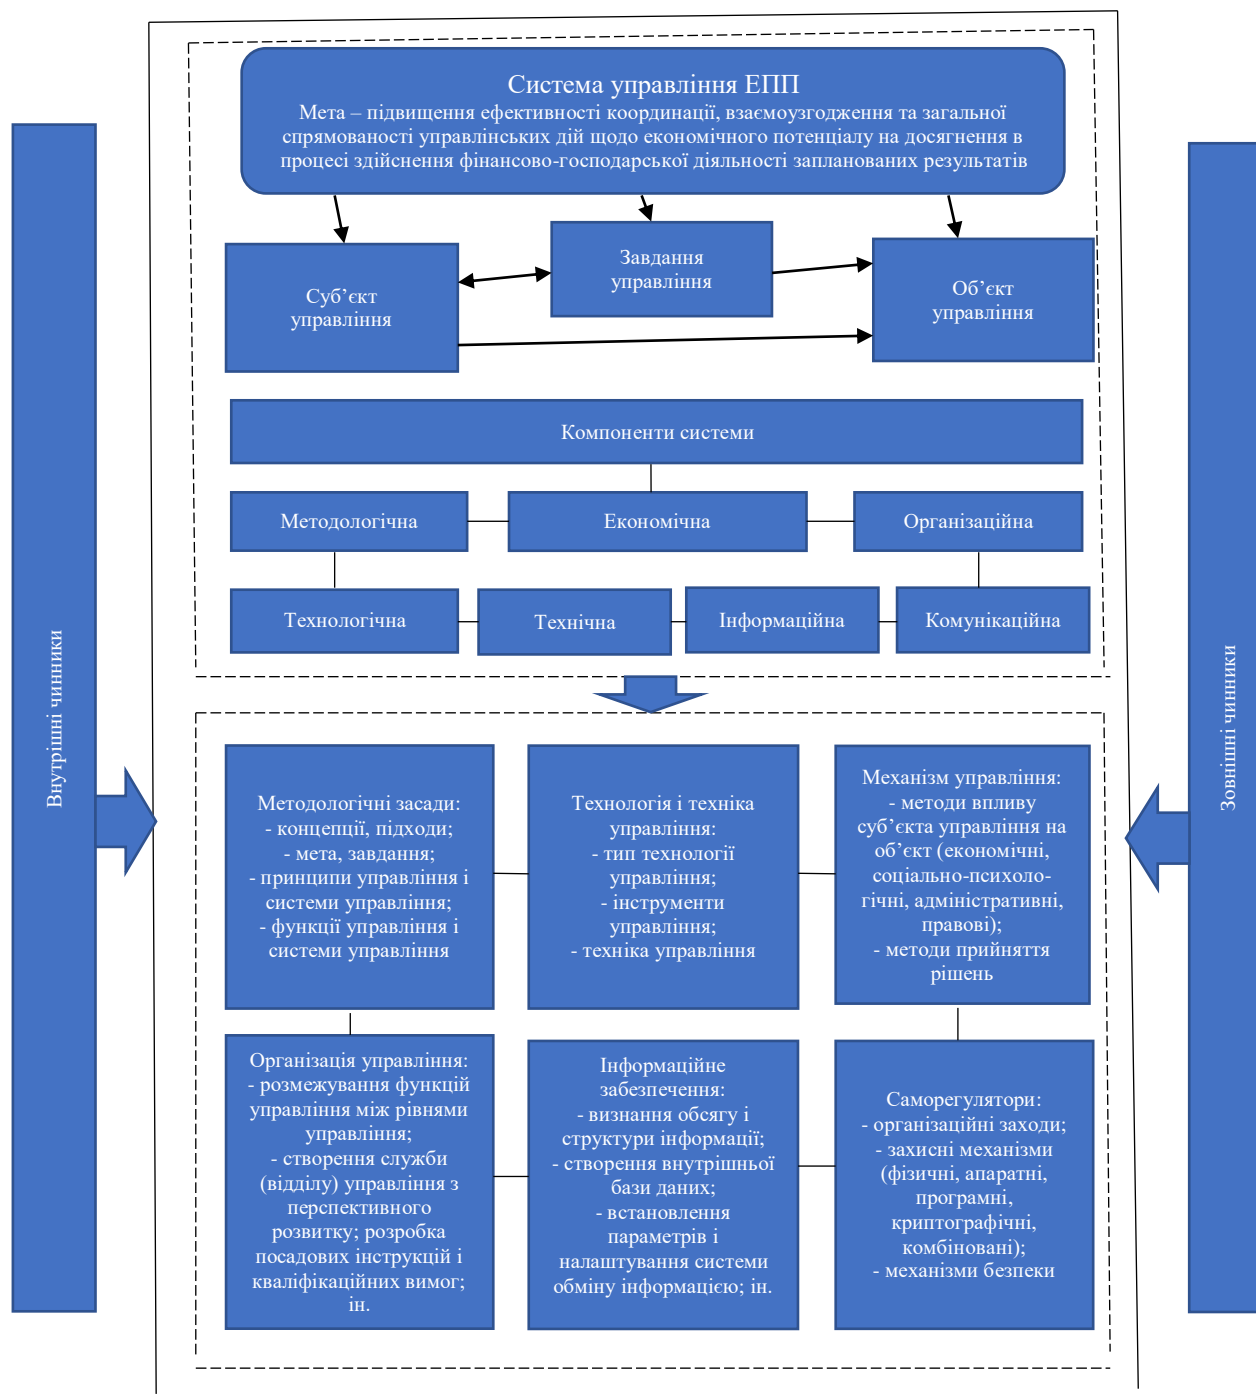 Система управління ЕПП
Мета – підвищення ефективності координації, взаємоузгодження та загальної
спрямованості управлінських дій щодо економічного потенціалу на досягнення в
процесі здійснення фінансово-господарської діяльності запланованих результатів
Суб’єкт
управління
Завдання
управління
Об’єкт
управління
Компоненти системи
Методологічна
Економічна
Організаційна
Технологічна
Технічна
Інформаційна
Комунікаційна
Внутрішні чинники
Зовнішні чинники
Методологічні засади:
- концепції, підходи;
- мета, завдання;
- принципи управління і
системи управління;
- функції управління і
системи управління
Технологія і техніка
управління:
- тип технології
управління;
- інструменти
управління;
- техніка управління
Механізм управління:
- методи впливу
суб’єкта управління на
об’єкт (економічні,
соціально-психоло-
гічні, адміністративні,
правові);
- методи прийняття
рішень
Організація управління:
- розмежування функцій
управління між рівнями
управління;
- створення служби
(відділу) управління з
перспективного
розвитку; розробка
посадових інструкцій і
кваліфікаційних вимог;
ін.
Інформаційне
забезпечення:
- визнання обсягу і
структури інформації;
- створення внутрішньої
бази даних;
- встановлення
параметрів і
налаштування системи
обміну інформацією; ін.
Саморегулятори:
- організаційні заходи;
- захисні механізми
(фізичні, апаратні,
програмні,
криптографічні,
комбіновані);
- механізми безпеки